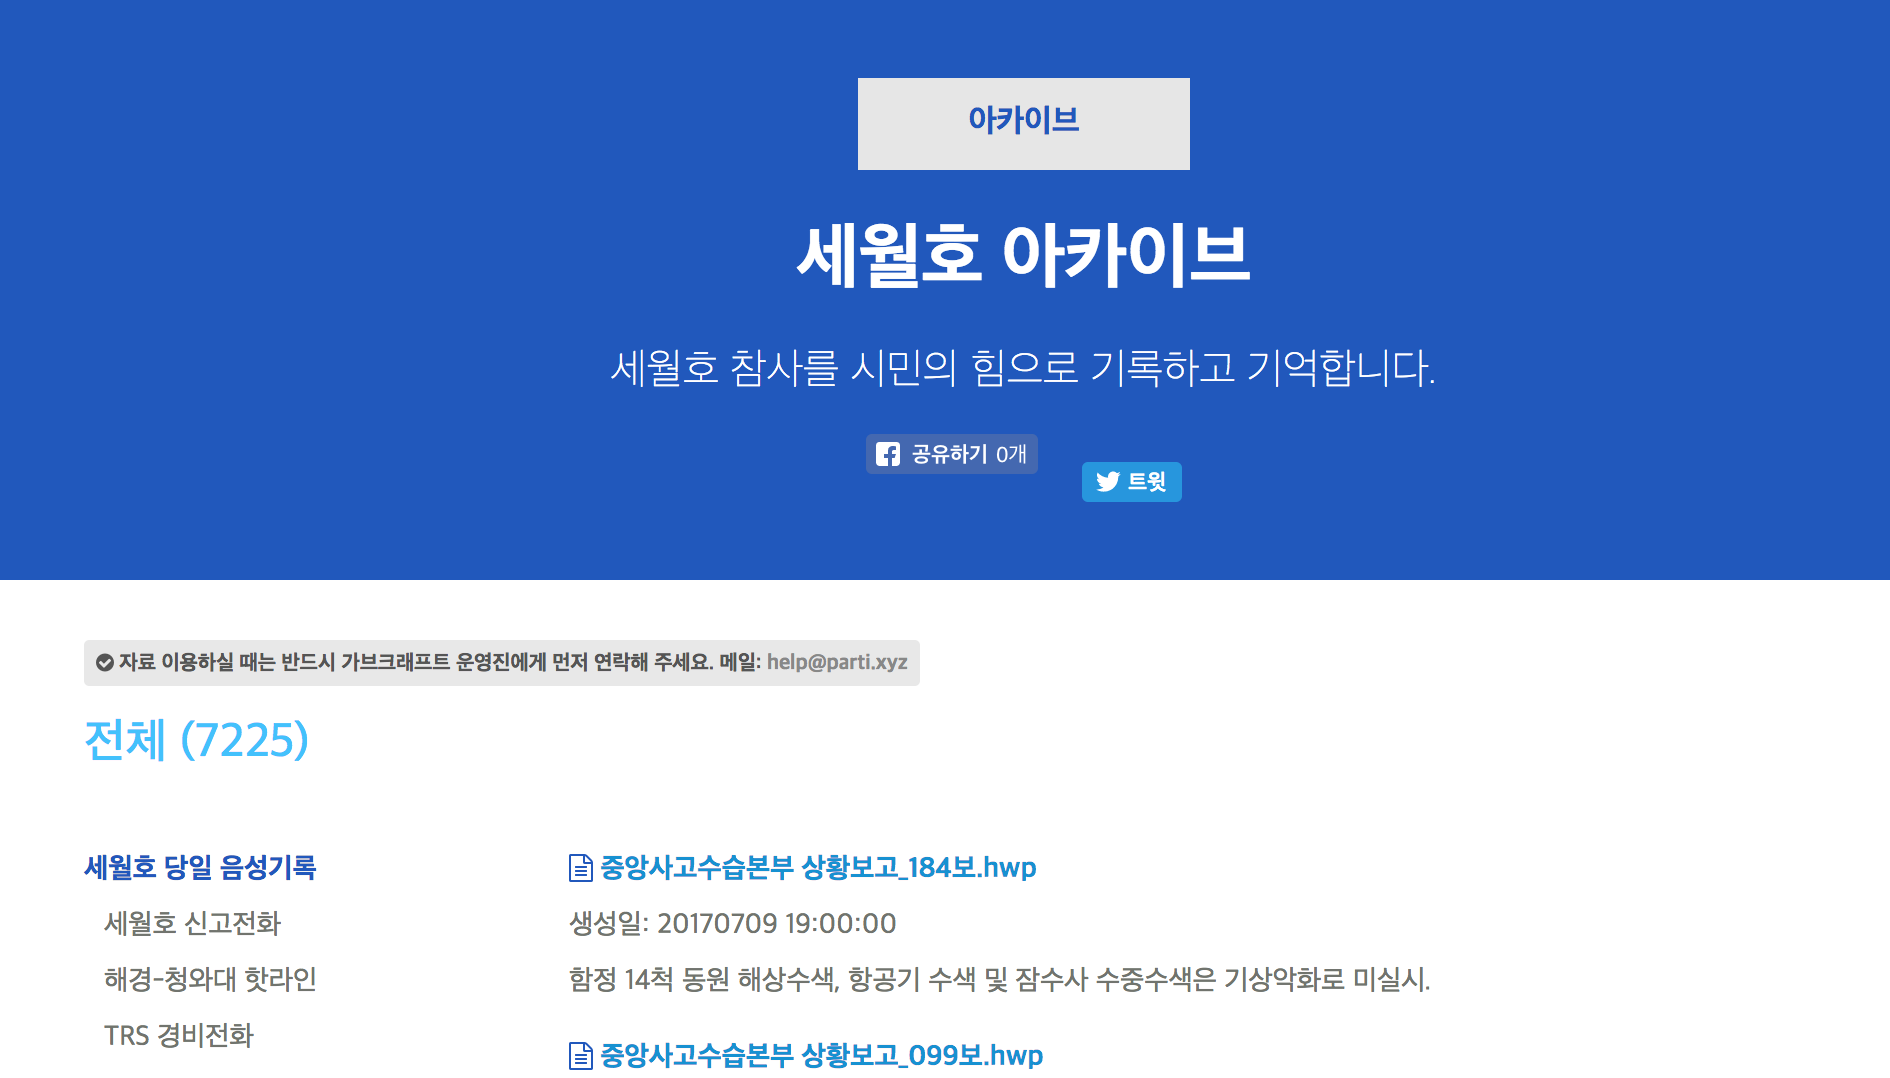 아카이브
세월호 아카이브
세월호 참사를 시민의 힘으로 기록하고 기억합니다.
공유하기 0개
트윗
자료 이용하실 때는 반드시 가브크래프트 운영진에게 먼저 연락해 주세요. 메일: help@parti.xyz
전체 (7225)
세월호 당일 음성기록
세월호 신고전화
해경-청와대 핫라인
TRS 경비전화
중앙사고수습본부 상황보고_184보.hwp
생성일: 20170709 19:00:00
함정 14척 동원 해상수색, 항공기 수색 및 잠수사 수중수색은 기상악화로 미실시.
중앙사고수습본부 상황보고_099보.hwp